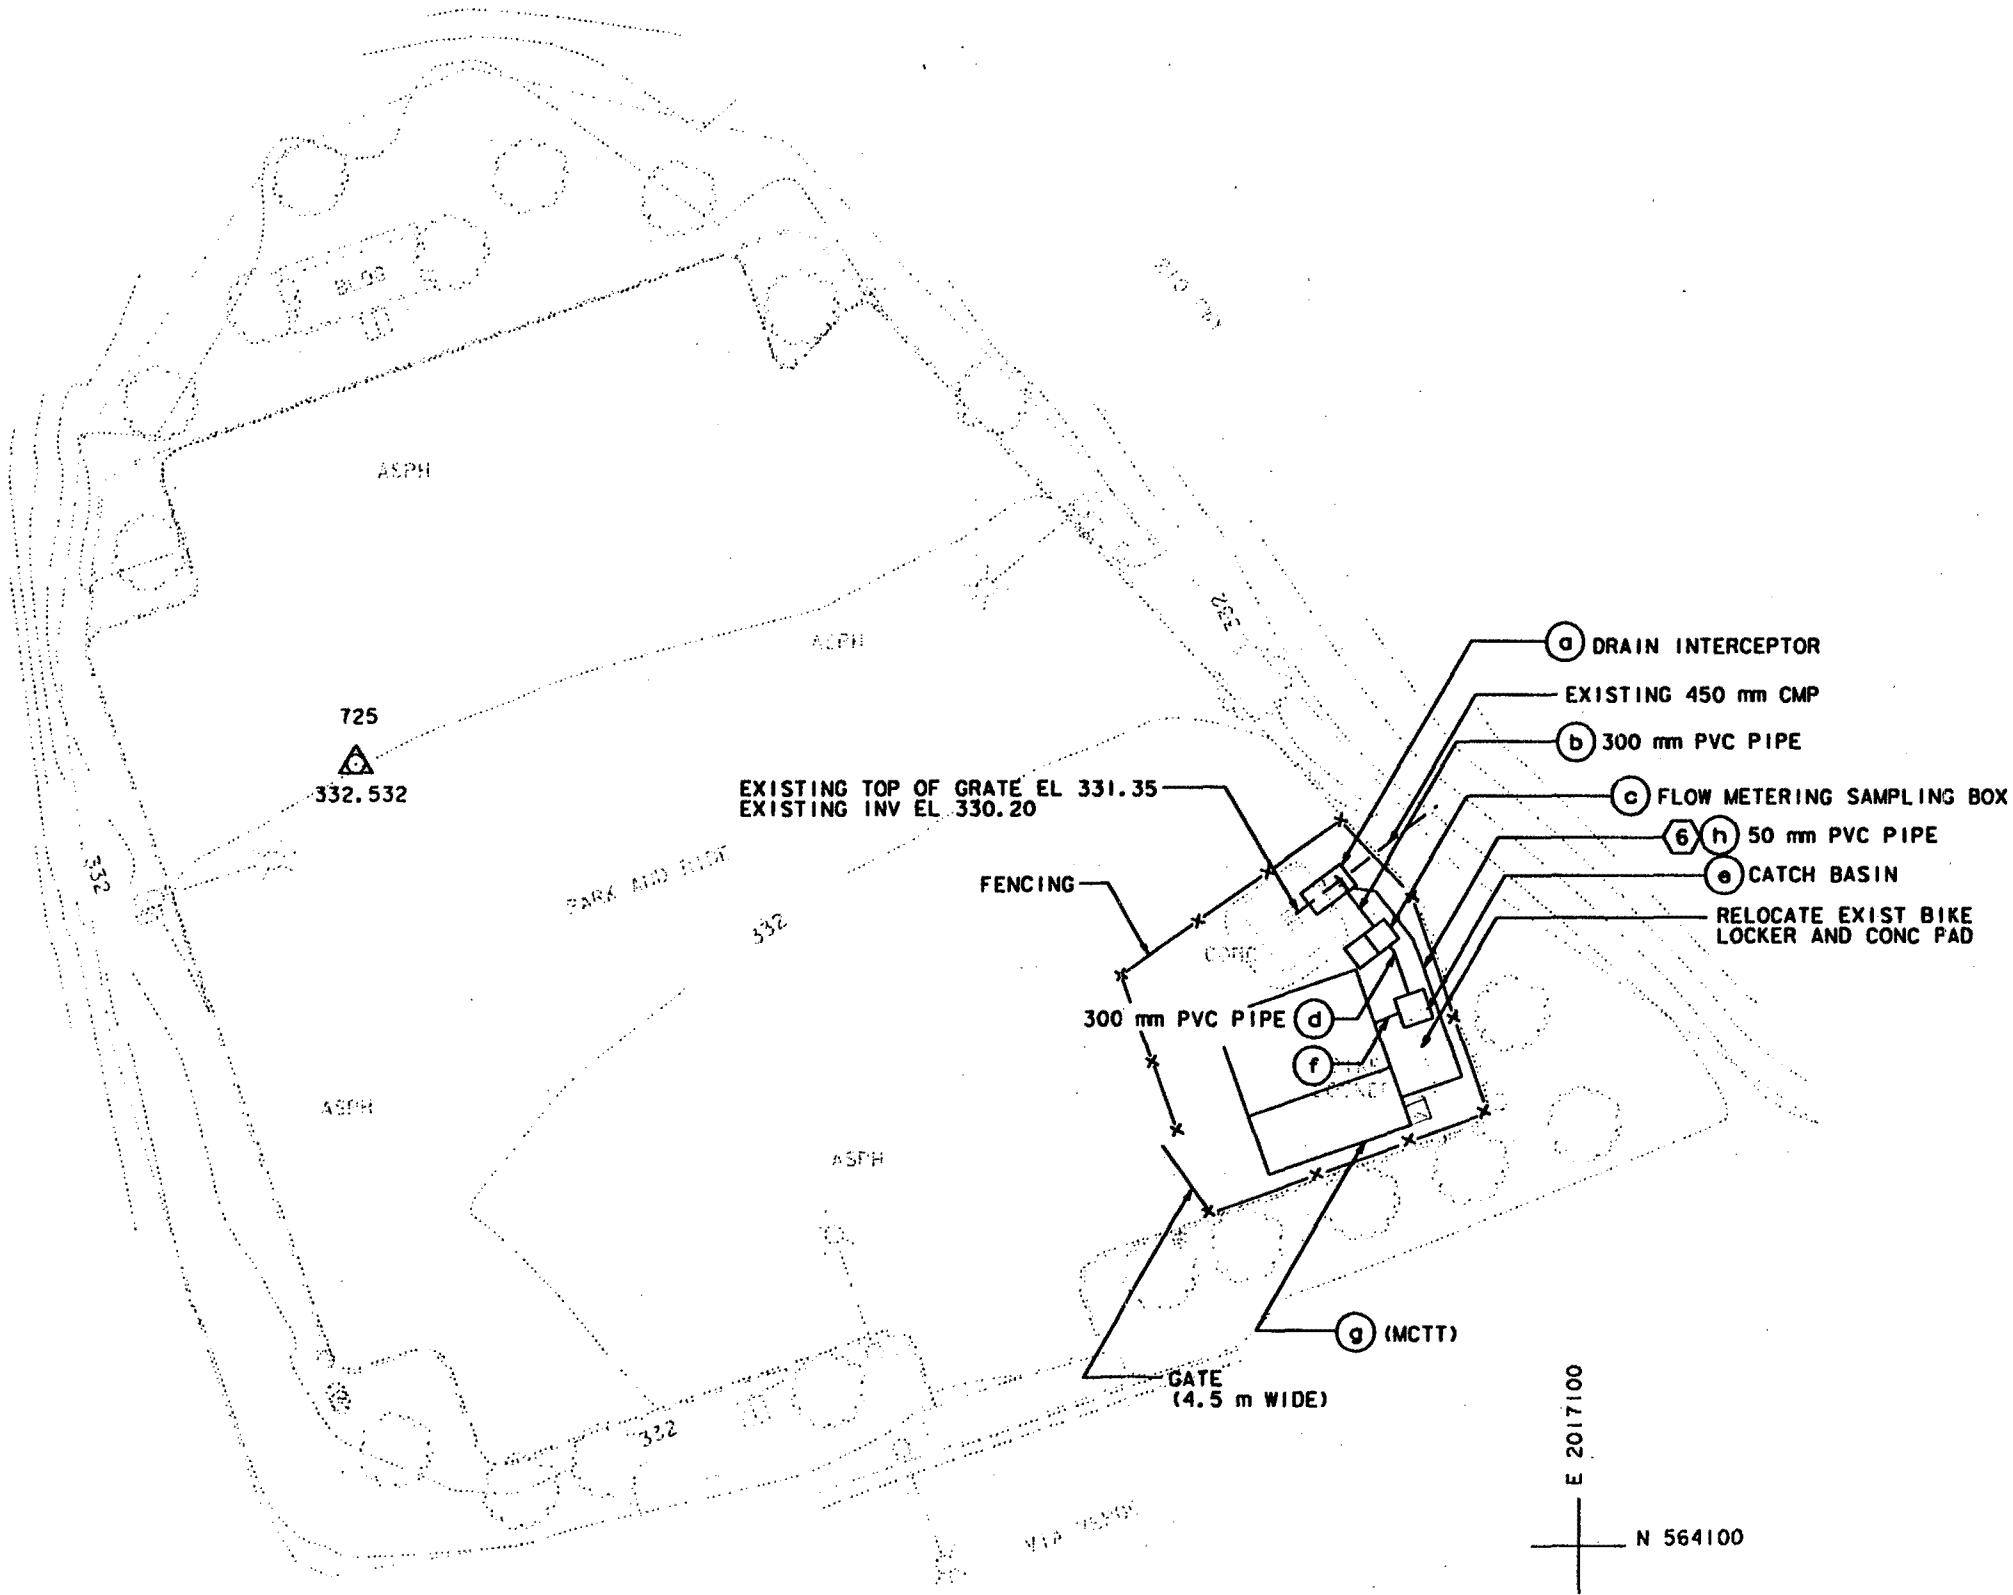 BLDG
ASPH
ASPH
332
a DRAIN INTERCEPTOR
EXISTING 450 mm CMP
b 300 mm PVC PIPE
725
332.532
EXISTING TOP OF GRATE EL 331.35
EXISTING INV EL 330.20
c FLOW METERING SAMPLING BOX
6 h 50 mm PVC PIPE
e CATCH BASIN
332
PARK AND RIDE
FENCING
RELOCATE EXIST BIKE
LOCKER AND CONC PAD
332
CONC
300 mm PVC PIPE d
f
ASPH
ASPH
g (MCTT)
GATE
(4.5 m WIDE)
332
E 2017100
N 564100